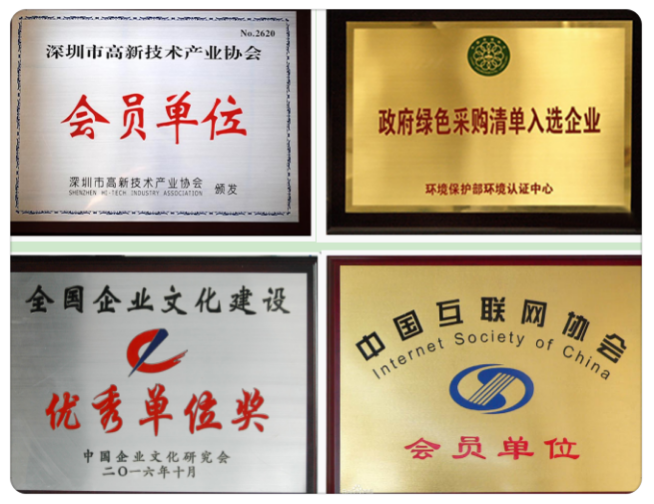 No.2620
深圳市高新技术产业协会
会员单位
深圳市高新技术产业协会
SHENZHEN HI-TECH INDUSTRY ASSOCIATION
颁发
政府绿色采购清单入选企业
环境保护部环境认证中心
全国企业文化建设
优秀单位奖
中国企业文化研究会
二〇一六年十月
中国互联网协会
Internet Society of China
会员单位